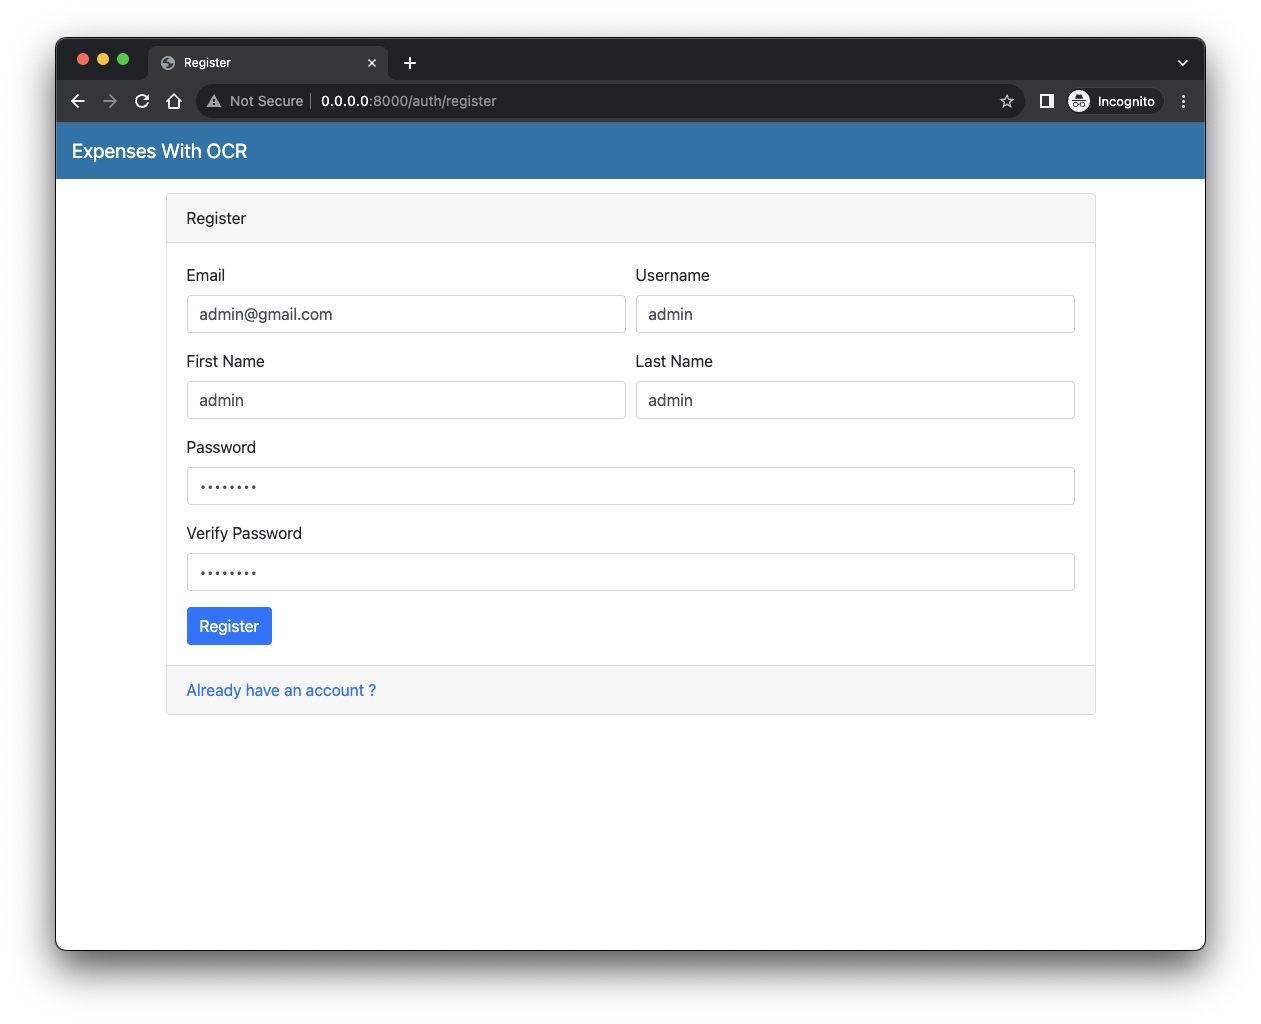 Register
Not Secure 0.0.0.0:8000/auth/register Incognito
Expenses With OCR
Register
Email Username
admin@gmail.com admin
First Name Last Name
admin admin
Password
••••••••
Verify Password
••••••••
Register
Already have an account ?